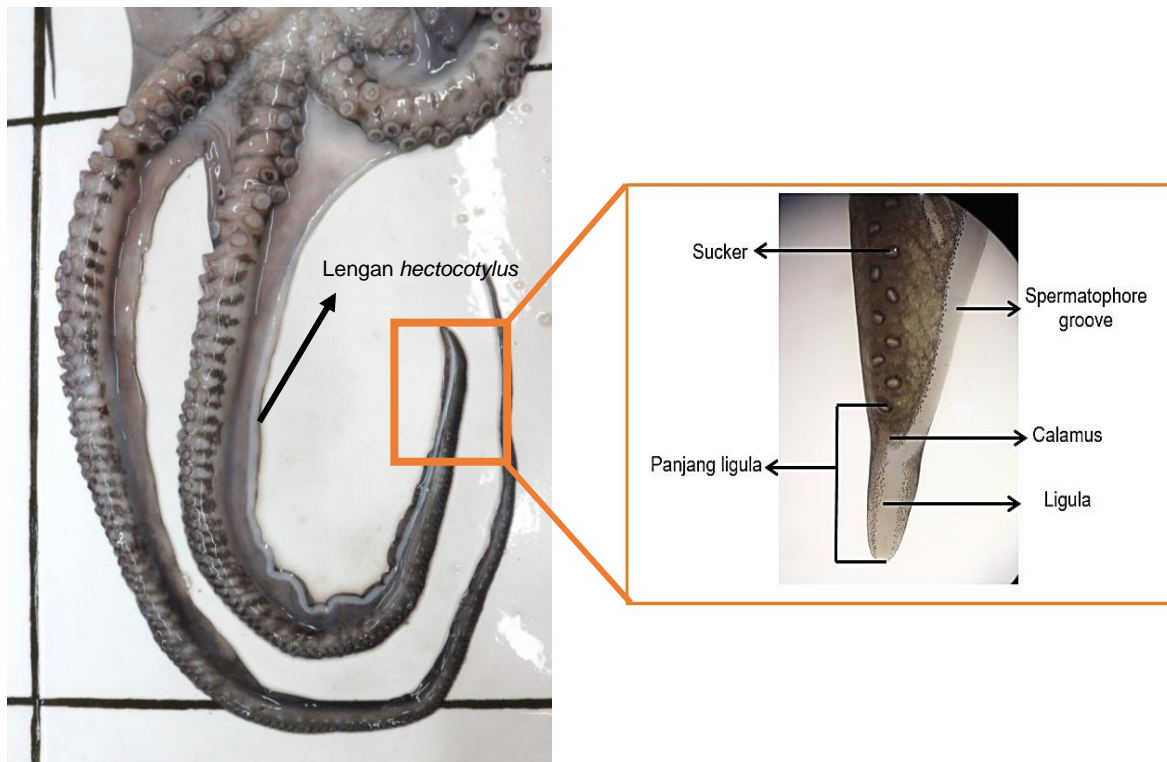 Lengan hectocotylus
Sucker
Spermatophore
groove
Calamus
Panjang ligula
Ligula